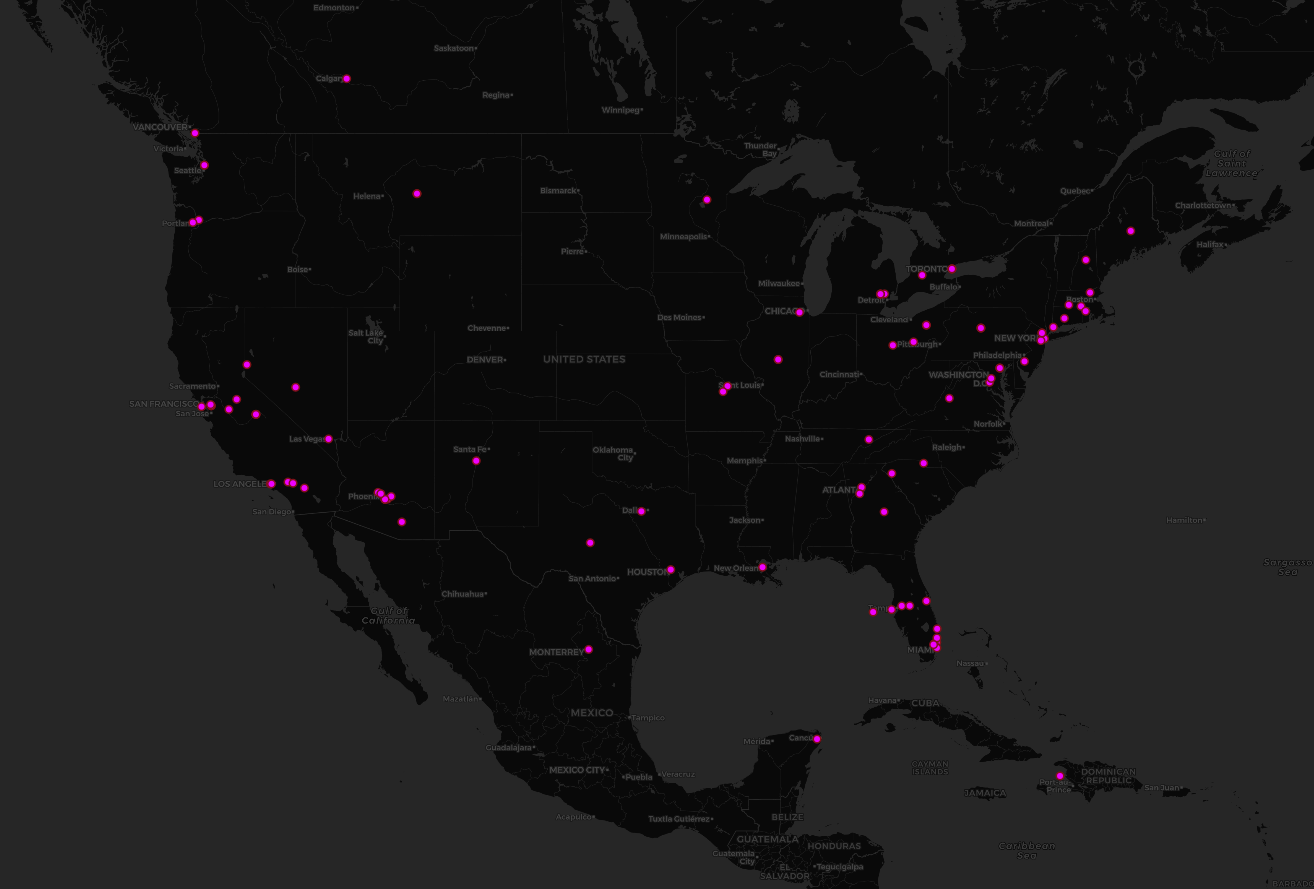 Edmonton
Saskatoon
Calgary
Regina
Winnipeg
VANCOUVER
Victoria
Seattle
Thunder
Bay
Gulf of
Saint
Lawrence
Quebec
Charlottetown
Montreal
Halifax
Helena
Bismarck
Portland
Minneapolis
Pierre
Boise
TORONTO
Buffalo
Milwaukee
Detroit
Boston
CHICAGO
Des Moines
Cleveland
Salt Lake
City
Cheyenne
NEW YORK
Pittsburgh
Philadelphia
DENVER
UNITED STATES
Cincinnati
WASHINGTON
D.C.
Sacramento
Saint Louis
SAN FRANCISCO
San Jose
Norfolk
Las Vegas
Nashville
Raleigh
Santa Fe
Oklahoma
City
Memphis
LOS ANGELES
Phoenix
ATLANTA
San Diego
Dallas
Jackson
Hamilton
Sargasso
Sea
HOUSTON
New Orleans
San Antonio
Chihuahua
Gulf of
California
Tampa
MONTERREY
MIAMI
Nassau
Mazatlán
Havana
CUBA
MEXICO
Tampico
Guadalajara
Mérida
Cancún
MEXICO CITY
Puebla
Veracruz
CAYMAN
ISLANDS
DOMINICAN
REPUBLIC
Port-au-
Prince
San Juan
JAMAICA
Acapulco
Tuxtla Gutiérrez
BELIZE
GUATEMALA
HONDURAS
Guatemala
City
Caribbean
Sea
EL
SALVADOR
Tegucigalpa